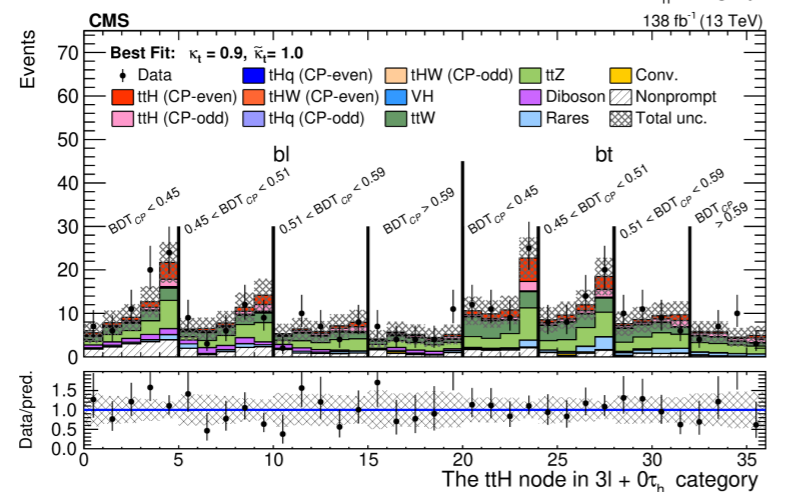 CMS 138 fb⁻¹ (13 TeV)
Events
70
60
50
40
30
20
10
0
Best Fit: κ_t = 0.9, κ̃_t= 1.0
Data tHq (CP-even) tHW (CP-odd) ttZ Conv.
ttH (CP-even) tHW (CP-even) VH Diboson Nonprompt
ttH (CP-odd) tHq (CP-odd) ttW Rares Total unc.
bl bt
BDT_CP < 0.45
0.45 < BDT_CP < 0.51
0.51 < BDT_CP < 0.59
BDT_CP > 0.59
BDT_CP < 0.45
0.45 < BDT_CP < 0.51
0.51 < BDT_CP < 0.59
BDT_CP
> 0.59
Data/pred.
1.5
1.0
0.5
0.0
0 5 10 15 20 25 30 35
The ttH node in 3l + 0τ_h category